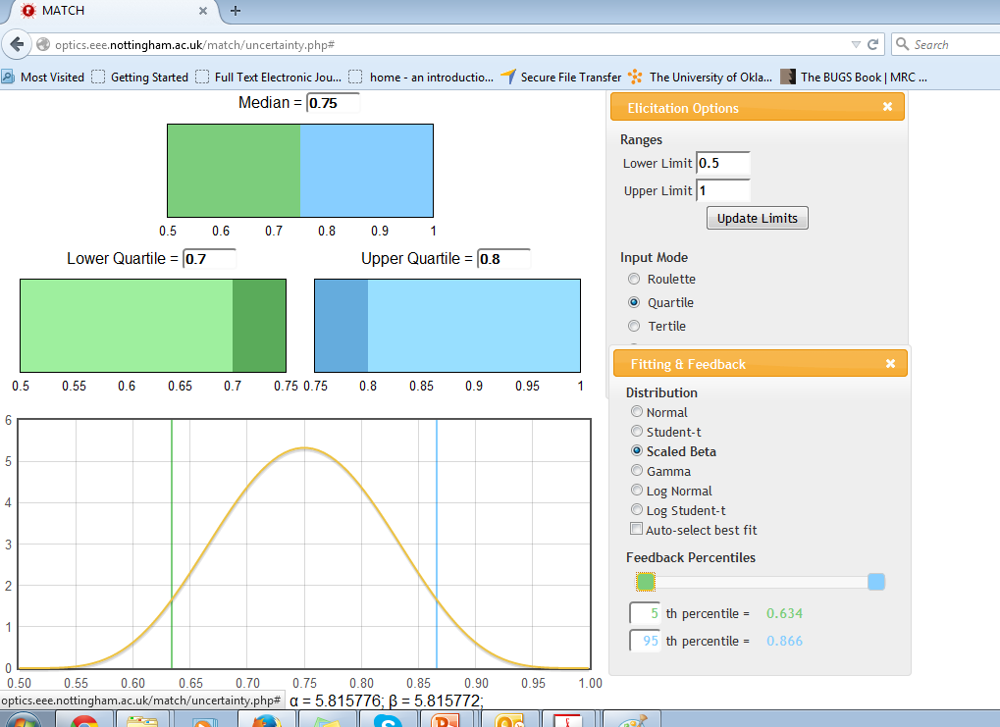 MATCH
optics.eee.nottingham.ac.uk/match/uncertainty.php#
Search
Most Visited Getting Started Full Text Electronic Jou... home - an introductio... Secure File Transfer The University of Okla... The BUGS Book | MRC ...
Median = 0.75
0.5 0.6 0.7 0.8 0.9 1
Lower Quartile = 0.7
Upper Quartile = 0.8
0.5 0.55 0.6 0.65 0.7 0.75
0.75 0.8 0.85 0.9 0.95 1
6
5
4
3
2
1
0
0.50 0.55 0.60 0.65 0.70 0.75 0.80 0.85 0.90 0.95 1.00
optics.eee.nottingham.ac.uk/match/uncertainty.php#
α = 5.815776; β = 5.815772;
Elicitation Options
Ranges
Lower Limit 0.5
Upper Limit 1
Update Limits
Input Mode
Roulette
Quartile
Tertile
Fitting & Feedback
Distribution
Normal
Student-t
Scaled Beta
Gamma
Log Normal
Log Student-t
Auto-select best fit
Feedback Percentiles
5 th percentile = 0.634
95 th percentile = 0.866